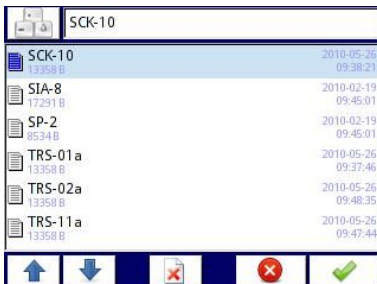 SCK-10
SCK-10 2010-05-26
13358 B 09:38:21
SIA-8 2010-02-19
17291 B 09:45:01
SP-2 2010-02-19
8534 B 09:45:01
TRS-01a 2010-05-26
13358 B 09:37:46
TRS-02a 2010-05-26
13358 B 09:48:35
TRS-11a 2010-05-26
13358 B 09:47:44